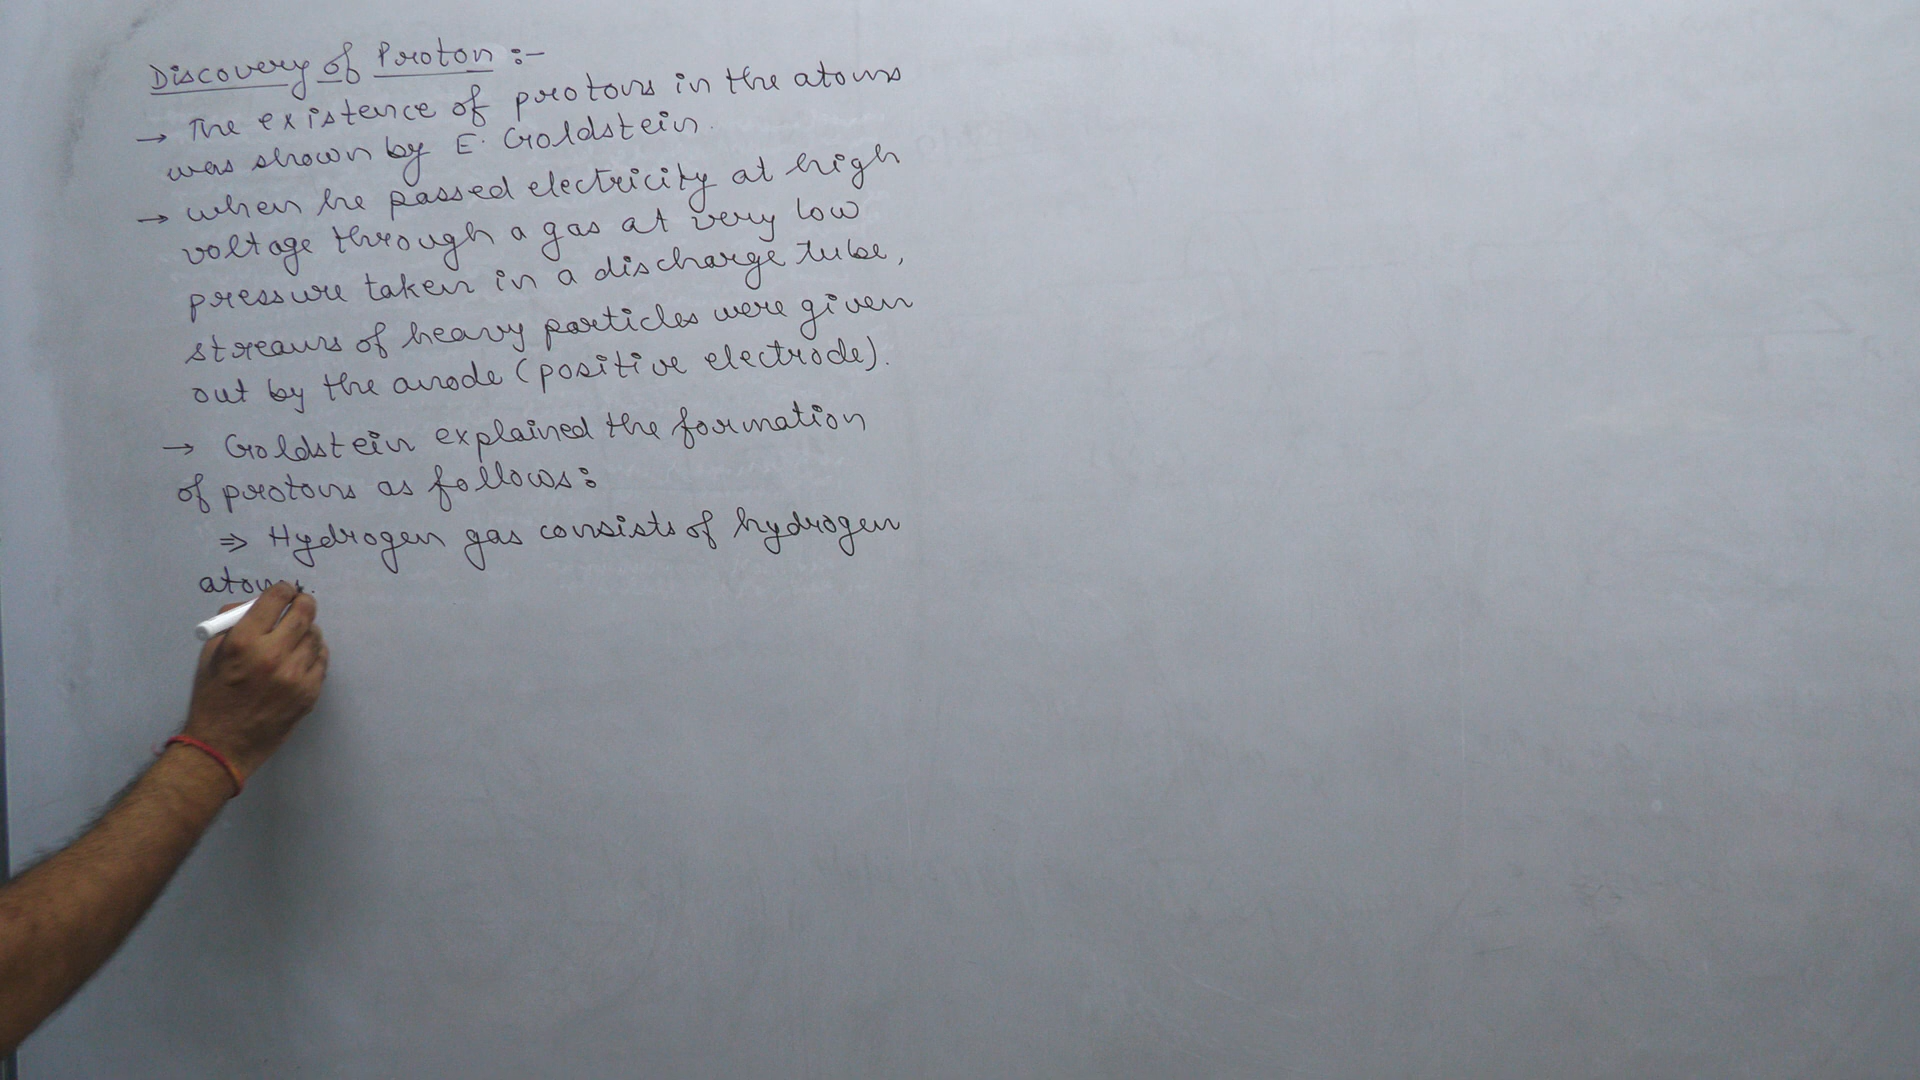 Discovery of Proton :-
→ The existence of protons in the atoms
was shown by E. Goldstein.
→ when he passed electricity at high
voltage through a gas at very low
pressure taken in a discharge tube,
streams of heavy particles were given
out by the anode (positive electrode).
→ Goldstein explained the formation
of protons as follows:
⇒ Hydrogen gas consists of hydrogen
atoms.